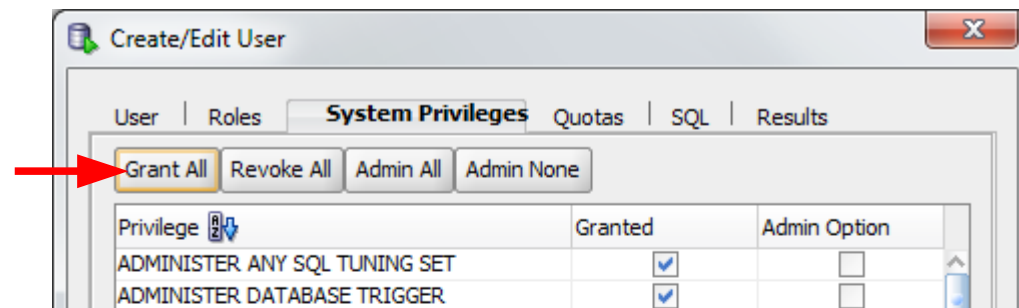 Create/Edit User
User Roles System Privileges Quotas SQL Results
Grant All Revoke All Admin All Admin None
Privilege Granted Admin Option
ADMINISTER ANY SQL TUNING SET
ADMINISTER DATABASE TRIGGER